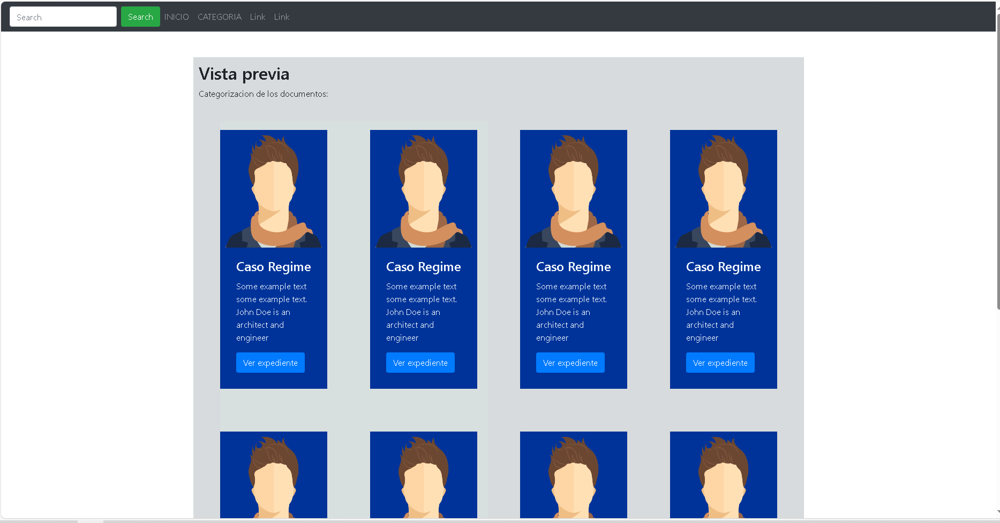 Search Search INICIO CATEGORIA Link Link
Vista previa
Categorizacion de los documentos:
Caso Regime
Some example text
some example text.
John Doe is an
architect and
engineer
Ver expediente
Caso Regime
Some example text
some example text.
John Doe is an
architect and
engineer
Ver expediente
Caso Regime
Some example text
some example text.
John Doe is an
architect and
engineer
Ver expediente
Caso Regime
Some example text
some example text.
John Doe is an
architect and
engineer
Ver expediente